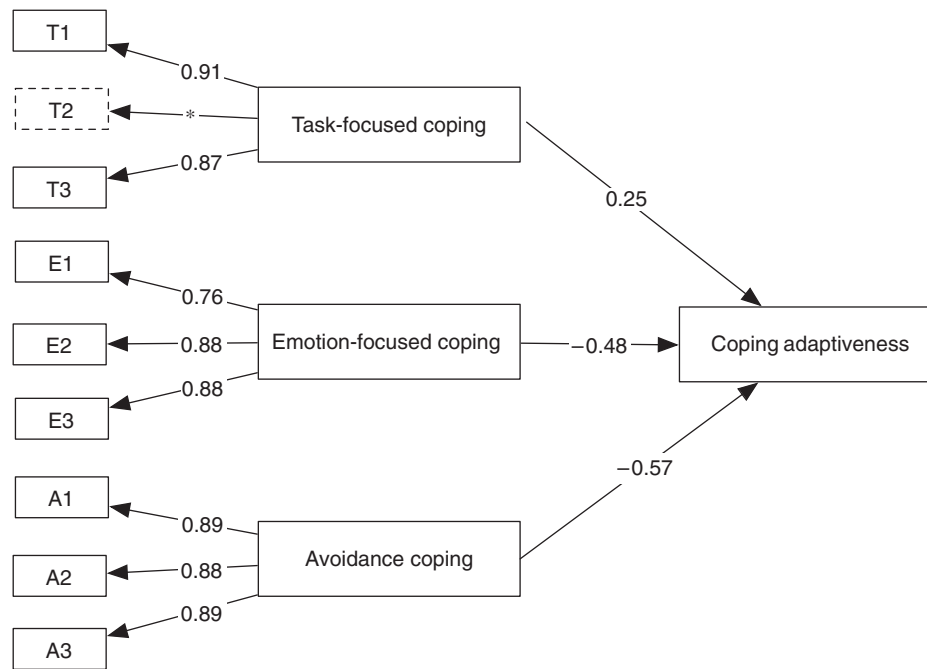 T1
0.91
T2
*
Task-focused coping
T3
0.87
0.25
E1
0.76
E2
0.88
Emotion-focused coping
−0.48
Coping adaptiveness
E3
0.88
−0.57
A1
0.89
A2
0.88
Avoidance coping
A3
0.89